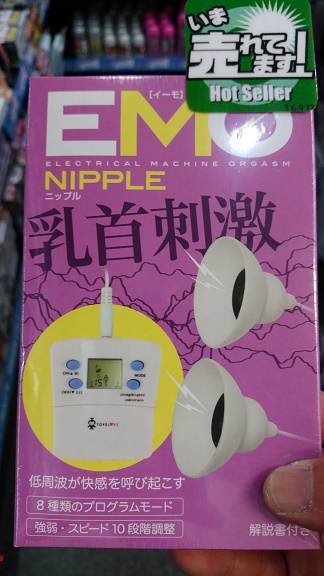 いま
売れてます!
Hot Seller
EMO
[イーモ]
ELECTRICAL MACHINE ORGASM
NIPPLE
ニップル
乳首刺激
MODE
TOYSLOVE
低周波が快感を呼び起こす
8種類のプログラムモード
強弱・スピード10段階調整
解説書付き